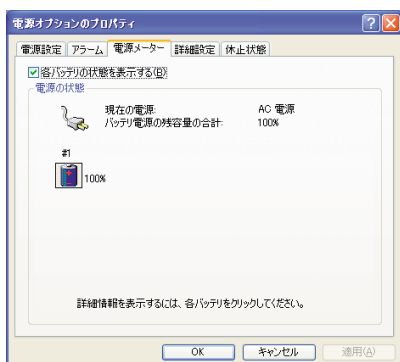 電源オプションのプロパティ
電源設定 アラーム 電源メーター 詳細設定 休止状態
各バッテリの状態を表示する(D)
電源の状態
現在の電源: AC 電源
バッテリ電源の残容量の合計: 100%
#1
100%
詳細情報を表示するには、各バッテリをクリックしてください。
OK キャンセル 適用(A)